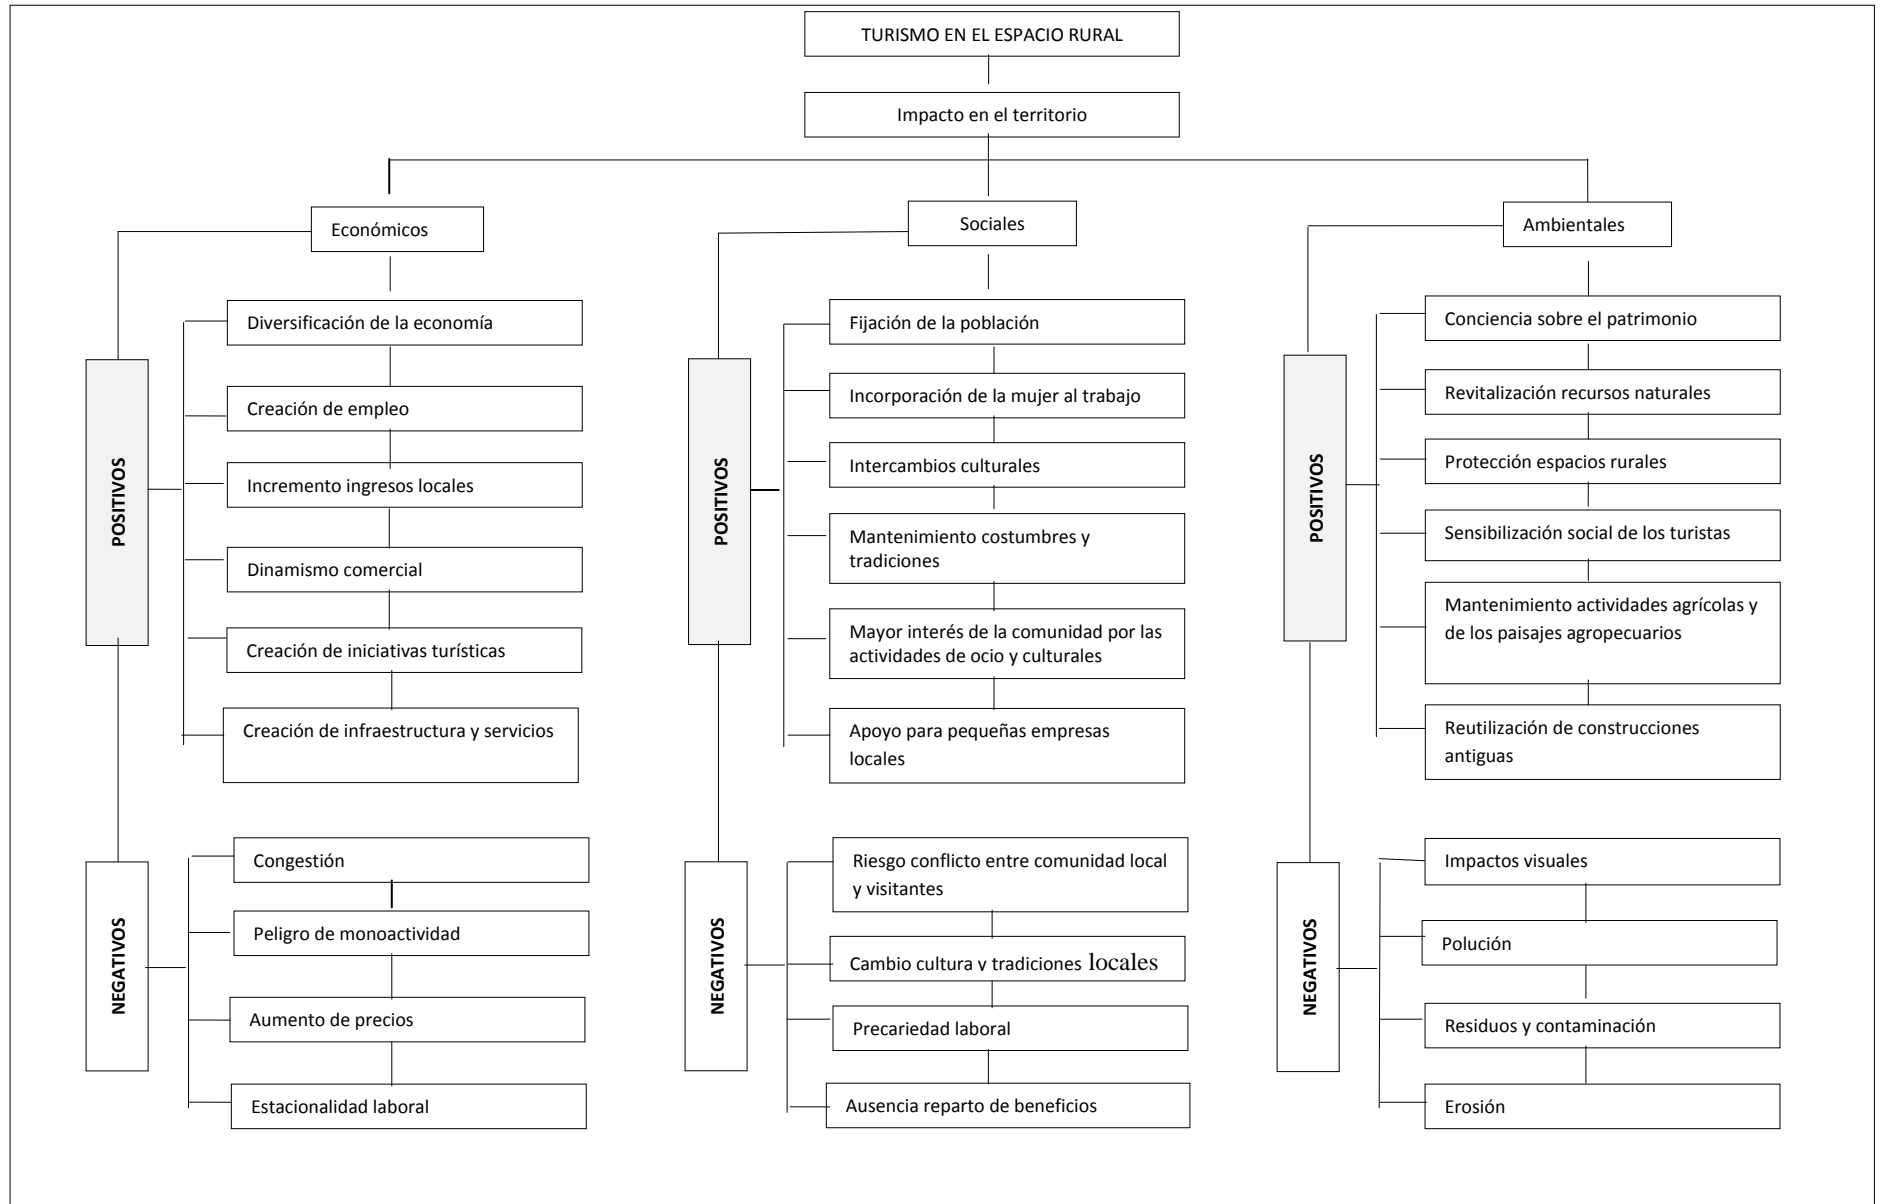 TURISMO EN EL ESPACIO RURAL
Impacto en el territorio
Económicos
POSITIVOS
Diversificación de la economía
Creación de empleo
Incremento ingresos locales
Dinamismo comercial
Creación de iniciativas turísticas
Creación de infraestructura y servicios
NEGATIVOS
Congestión
Peligro de monoactividad
Aumento de precios
Estacionalidad laboral
Sociales
POSITIVOS
Fijación de la población
Incorporación de la mujer al trabajo
Intercambios culturales
Mantenimiento costumbres y
tradiciones
Mayor interés de la comunidad por las
actividades de ocio y culturales
Apoyo para pequeñas empresas
locales
NEGATIVOS
Riesgo conflicto entre comunidad local
y visitantes
Cambio cultura y tradiciones locales
Precariedad laboral
Ausencia reparto de beneficios
Ambientales
POSITIVOS
Conciencia sobre el patrimonio
Revitalización recursos naturales
Protección espacios rurales
Sensibilización social de los turistas
Mantenimiento actividades agrícolas y
de los paisajes agropecuarios
Reutilización de construcciones
antiguas
NEGATIVOS
Impactos visuales
Polución
Residuos y contaminación
Erosión